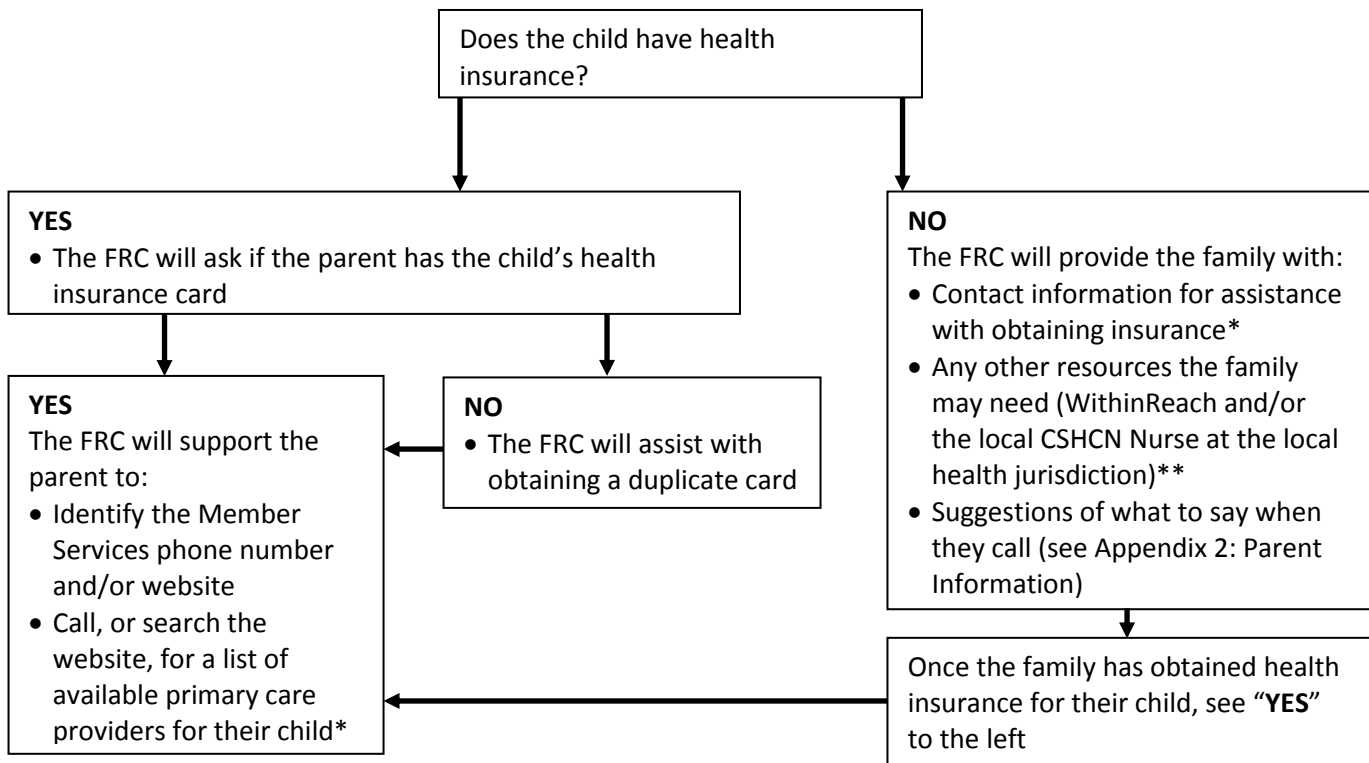 Does the child have health
insurance?
YES
• The FRC will ask if the parent has the child’s health
insurance card
NO
The FRC will provide the family with:
• Contact information for assistance
with obtaining insurance*
• Any other resources the family
may need (WithinReach and/or
the local CSHCN Nurse at the local
health jurisdiction)**
• Suggestions of what to say when
they call (see Appendix 2: Parent
Information)
YES
The FRC will support the
parent to:
• Identify the Member
Services phone number
and/or website
• Call, or search the
website, for a list of
available primary care
providers for their child*
NO
• The FRC will assist with
obtaining a duplicate card
Once the family has obtained health
insurance for their child, see “YES”
to the left